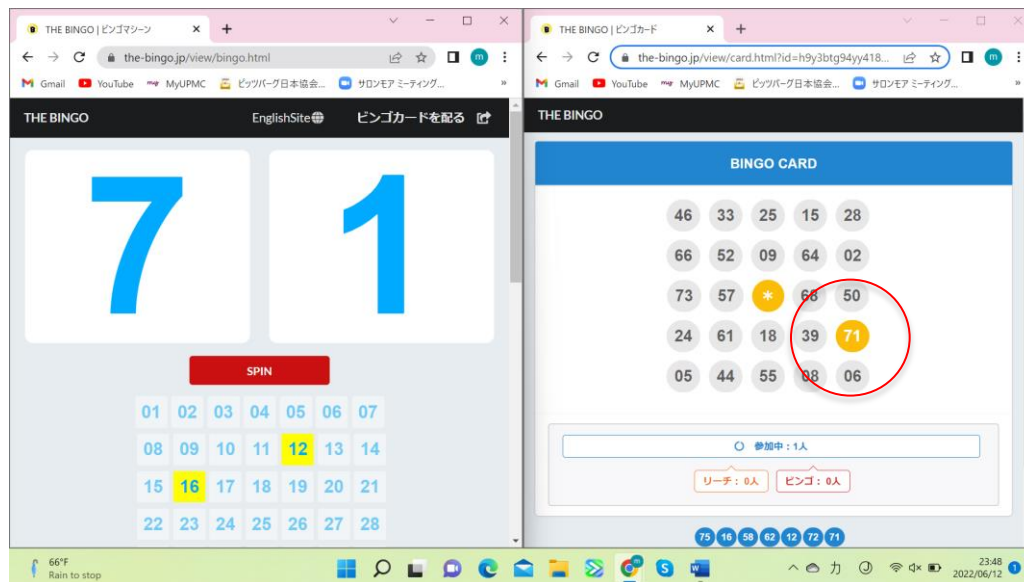 THE BINGO | ビンゴマシーン
the-bingo.jp/view/bingo.html
m
Gmail YouTube MyUPMC ピッツバーグ日本協会... サロンモア ミーティング...
THE BINGO EnglishSite ビンゴカードを配る
7 1
SPIN
01 02 03 04 05 06 07
08 09 10 11 12 13 14
15 16 17 18 19 20 21
22 23 24 25 26 27 28
THE BINGO | ビンゴカード
the-bingo.jp/view/card.html?id=h9y3btg94yy418...
m
Gmail YouTube MyUPMC ピッツバーグ日本協会... サロンモア ミーティング...
THE BINGO
BINGO CARD
46 33 25 15 28
66 52 09 64 02
73 57 * 68 50
24 61 18 39 71
05 44 55 08 06
参加中：1人
リーチ：0人 ビンゴ：0人
75 16 58 62 12 72 71
66°F
Rain to stop
カ
23:48
2022/06/12